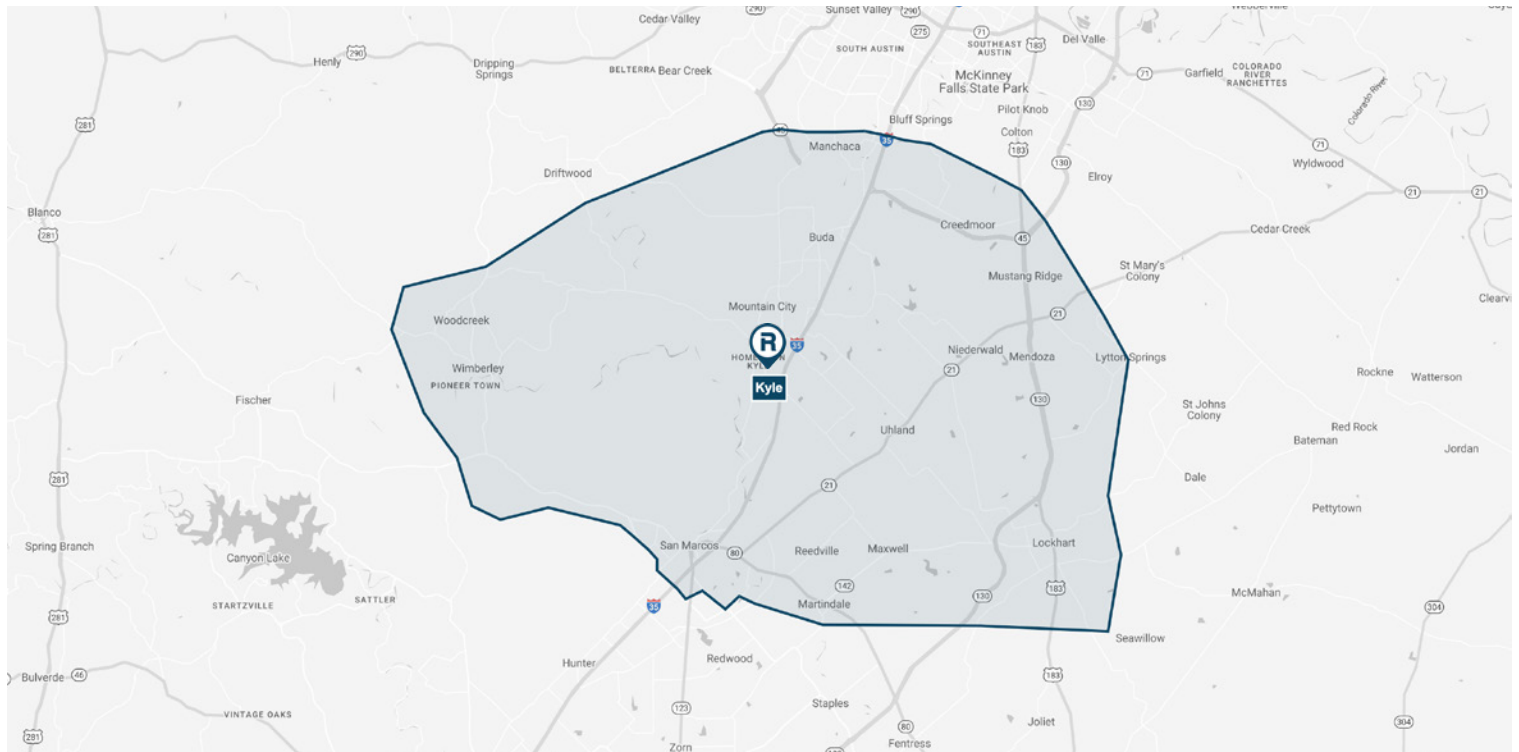 290
Sunset Valley
290
Webberville
Cedar Valley
275
71
Del Valle
Henly
290
Dripping
Springs
SOUTH AUSTIN
SOUTHEAST
AUSTIN
183
BELTERRA
Bear Creek
71
Garfield
COLORADO
RIVER
RANCHETTES
McKinney
Falls State Park
130
Pilot Knob
Colorado River
281
Bluff Springs
Colton
45
Manchaca
35
183
71
130
Wyldwood
Driftwood
Elroy
21
21
Blanco
281
Creedmoor
Cedar Creek
Buda
45
St Mary's
Colony
Mustang Ridge
Mountain City
21
Woodcreek
R
35
Niederwald
Mendoza
Lytton Springs
Wimberley
PIONEER TOWN
Kyle
21
Rockne
Watterson
Fischer
130
St Johns
Colony
Red Rock
Uhland
Bateman
Jordan
281
21
Dale
Pettytown
Spring Branch
Canyon Lake
San Marcos
80
Reedville
Maxwell
Lockhart
STARTZVILLE
SATTLER
35
142
Martindale
130
183
McMahan
304
281
Seawillow
Hunter
Redwood
Bulverde
46
183
VINTAGE OAKS
123
Staples
Joliet
304
281
80
Zorn
Fentress